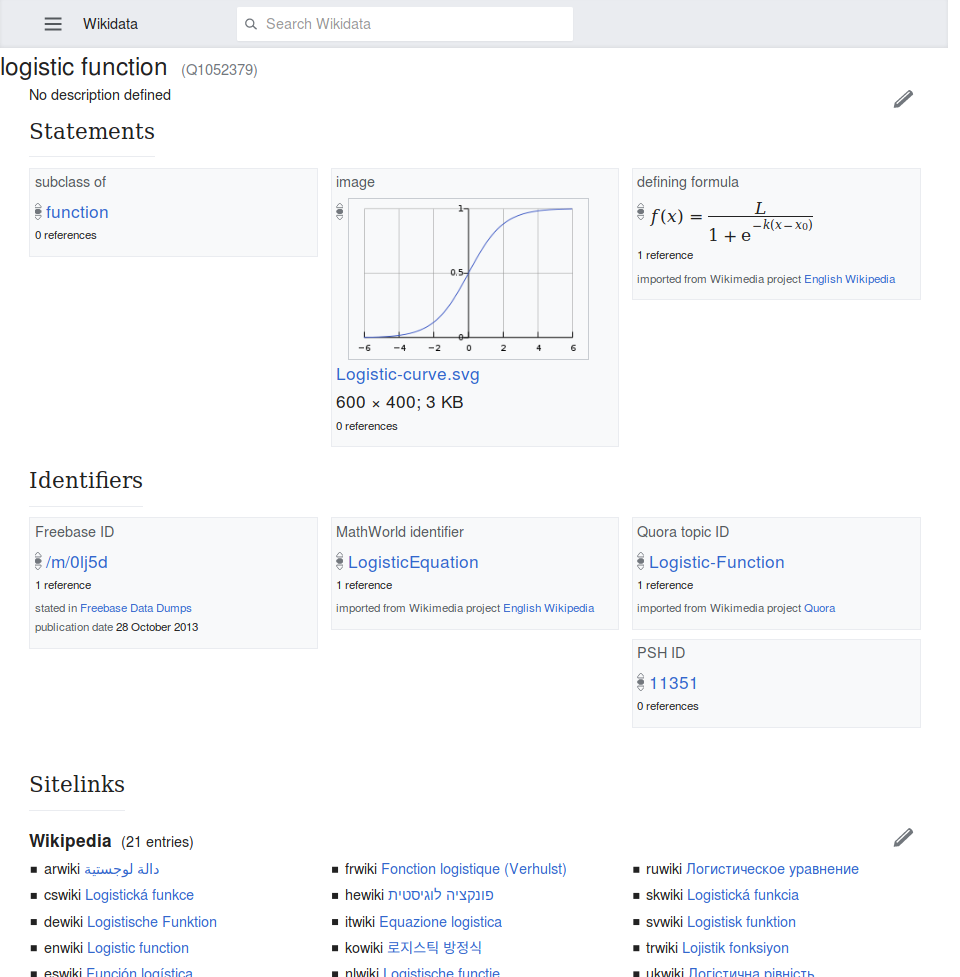 Wikidata
Search Wikidata
logistic function (Q1052379)
No description defined
Statements
subclass of
function
0 references
image
1
0.5
0
−6 −4 −2 0 2 4 6
Logistic-curve.svg
600 × 400; 3 KB
0 references
defining formula
f(x) = L / (1 + e^(−k(x−x₀)))
1 reference
imported from Wikimedia project English Wikipedia
Identifiers
Freebase ID
/m/0lj5d
1 reference
stated in Freebase Data Dumps
publication date 28 October 2013
MathWorld identifier
LogisticEquation
1 reference
imported from Wikimedia project English Wikipedia
Quora topic ID
Logistic-Function
1 reference
imported from Wikimedia project Quora
PSH ID
11351
0 references
Sitelinks
Wikipedia (21 entries)
arwiki دالة لوجستية
cswiki Logistická funkce
dewiki Logistische Funktion
enwiki Logistic function
eswiki Función logística
frwiki Fonction logistique (Verhulst)
hewiki פונקציה לוגיסטית
itwiki Equazione logistica
kowiki 로지스틱 방정식
nlwiki Logistische functie
ruwiki Логистическое уравнение
skwiki Logistická funkcia
svwiki Logistisk funktion
trwiki Lojistik fonksiyon
ukwiki Логістична рівність